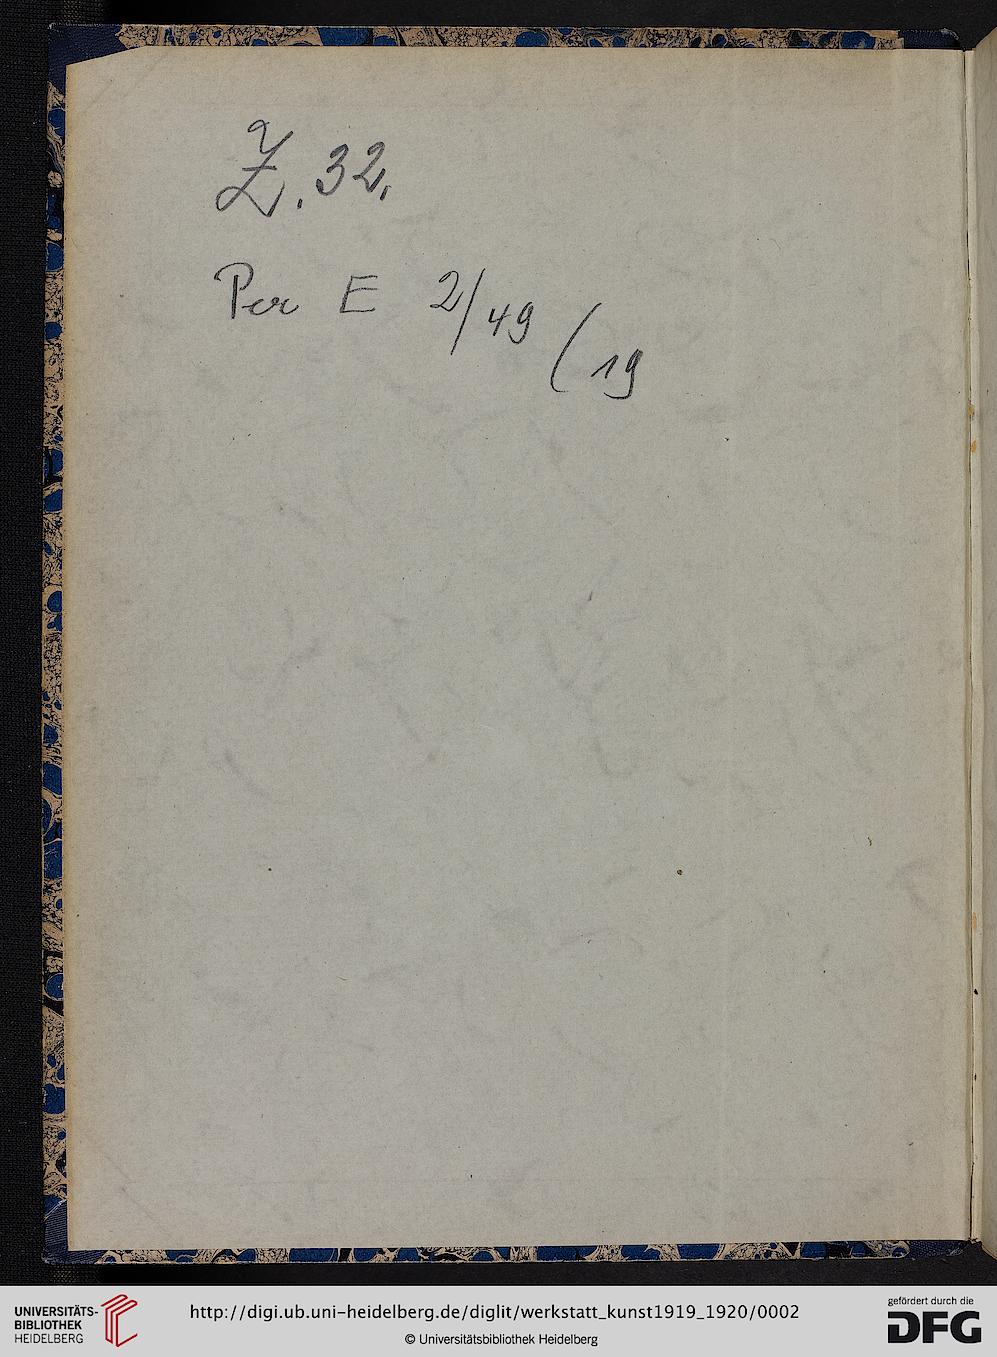 Z. 32.
Per E 2/49 (19
UNIVERSITÄTS-
BIBLIOTHEK
HEIDELBERG
http://digi.ub.uni-heidelberg.de/diglit/werkstatt_kunst1919_1920/0002
© Universitätsbibliothek Heidelberg
gefördert durch die
DFG